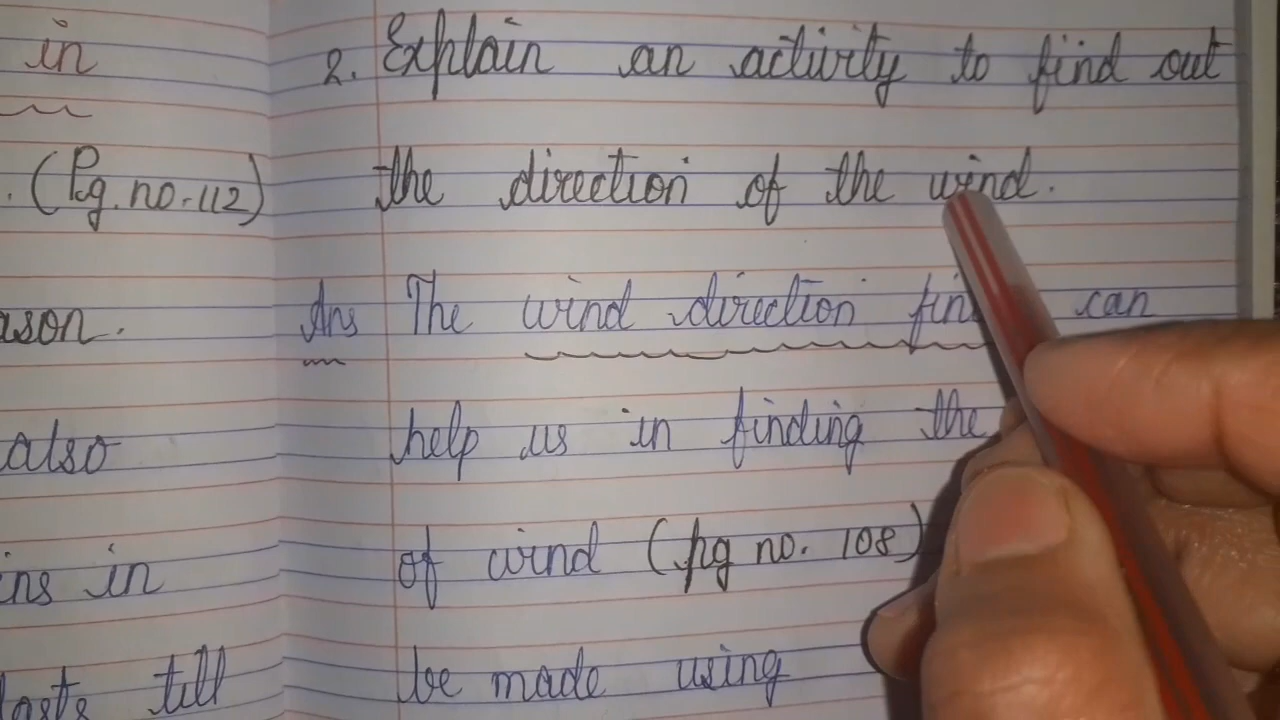 in
. (Pg. no. 112)
ason.
also
ins in
lasts till
2. Explain an activity to find out
the direction of the wind.
Ans The wind direction can
help us in finding the
of wind (pg no. 108)
be made using